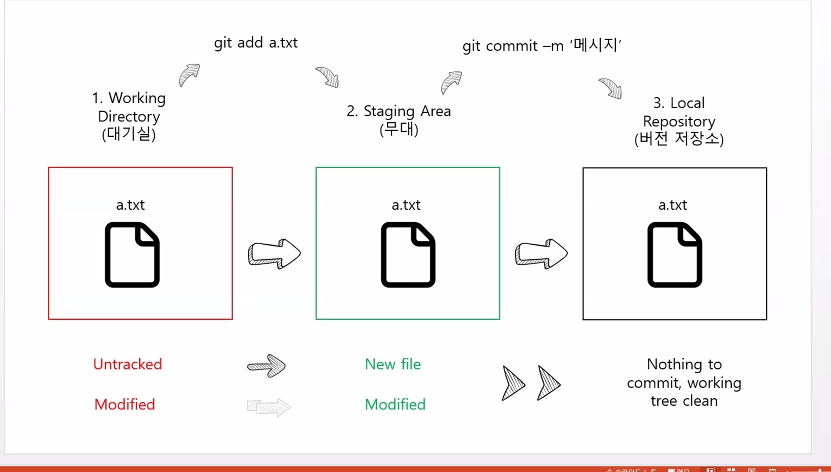 git add a.txt
git commit –m ‘메시지’
1. Working
Directory
(대기실)
2. Staging Area
(무대)
3. Local
Repository
(버전 저장소)
a.txt
a.txt
a.txt
Untracked
New file
Nothing to
commit, working
tree clean
Modified
Modified